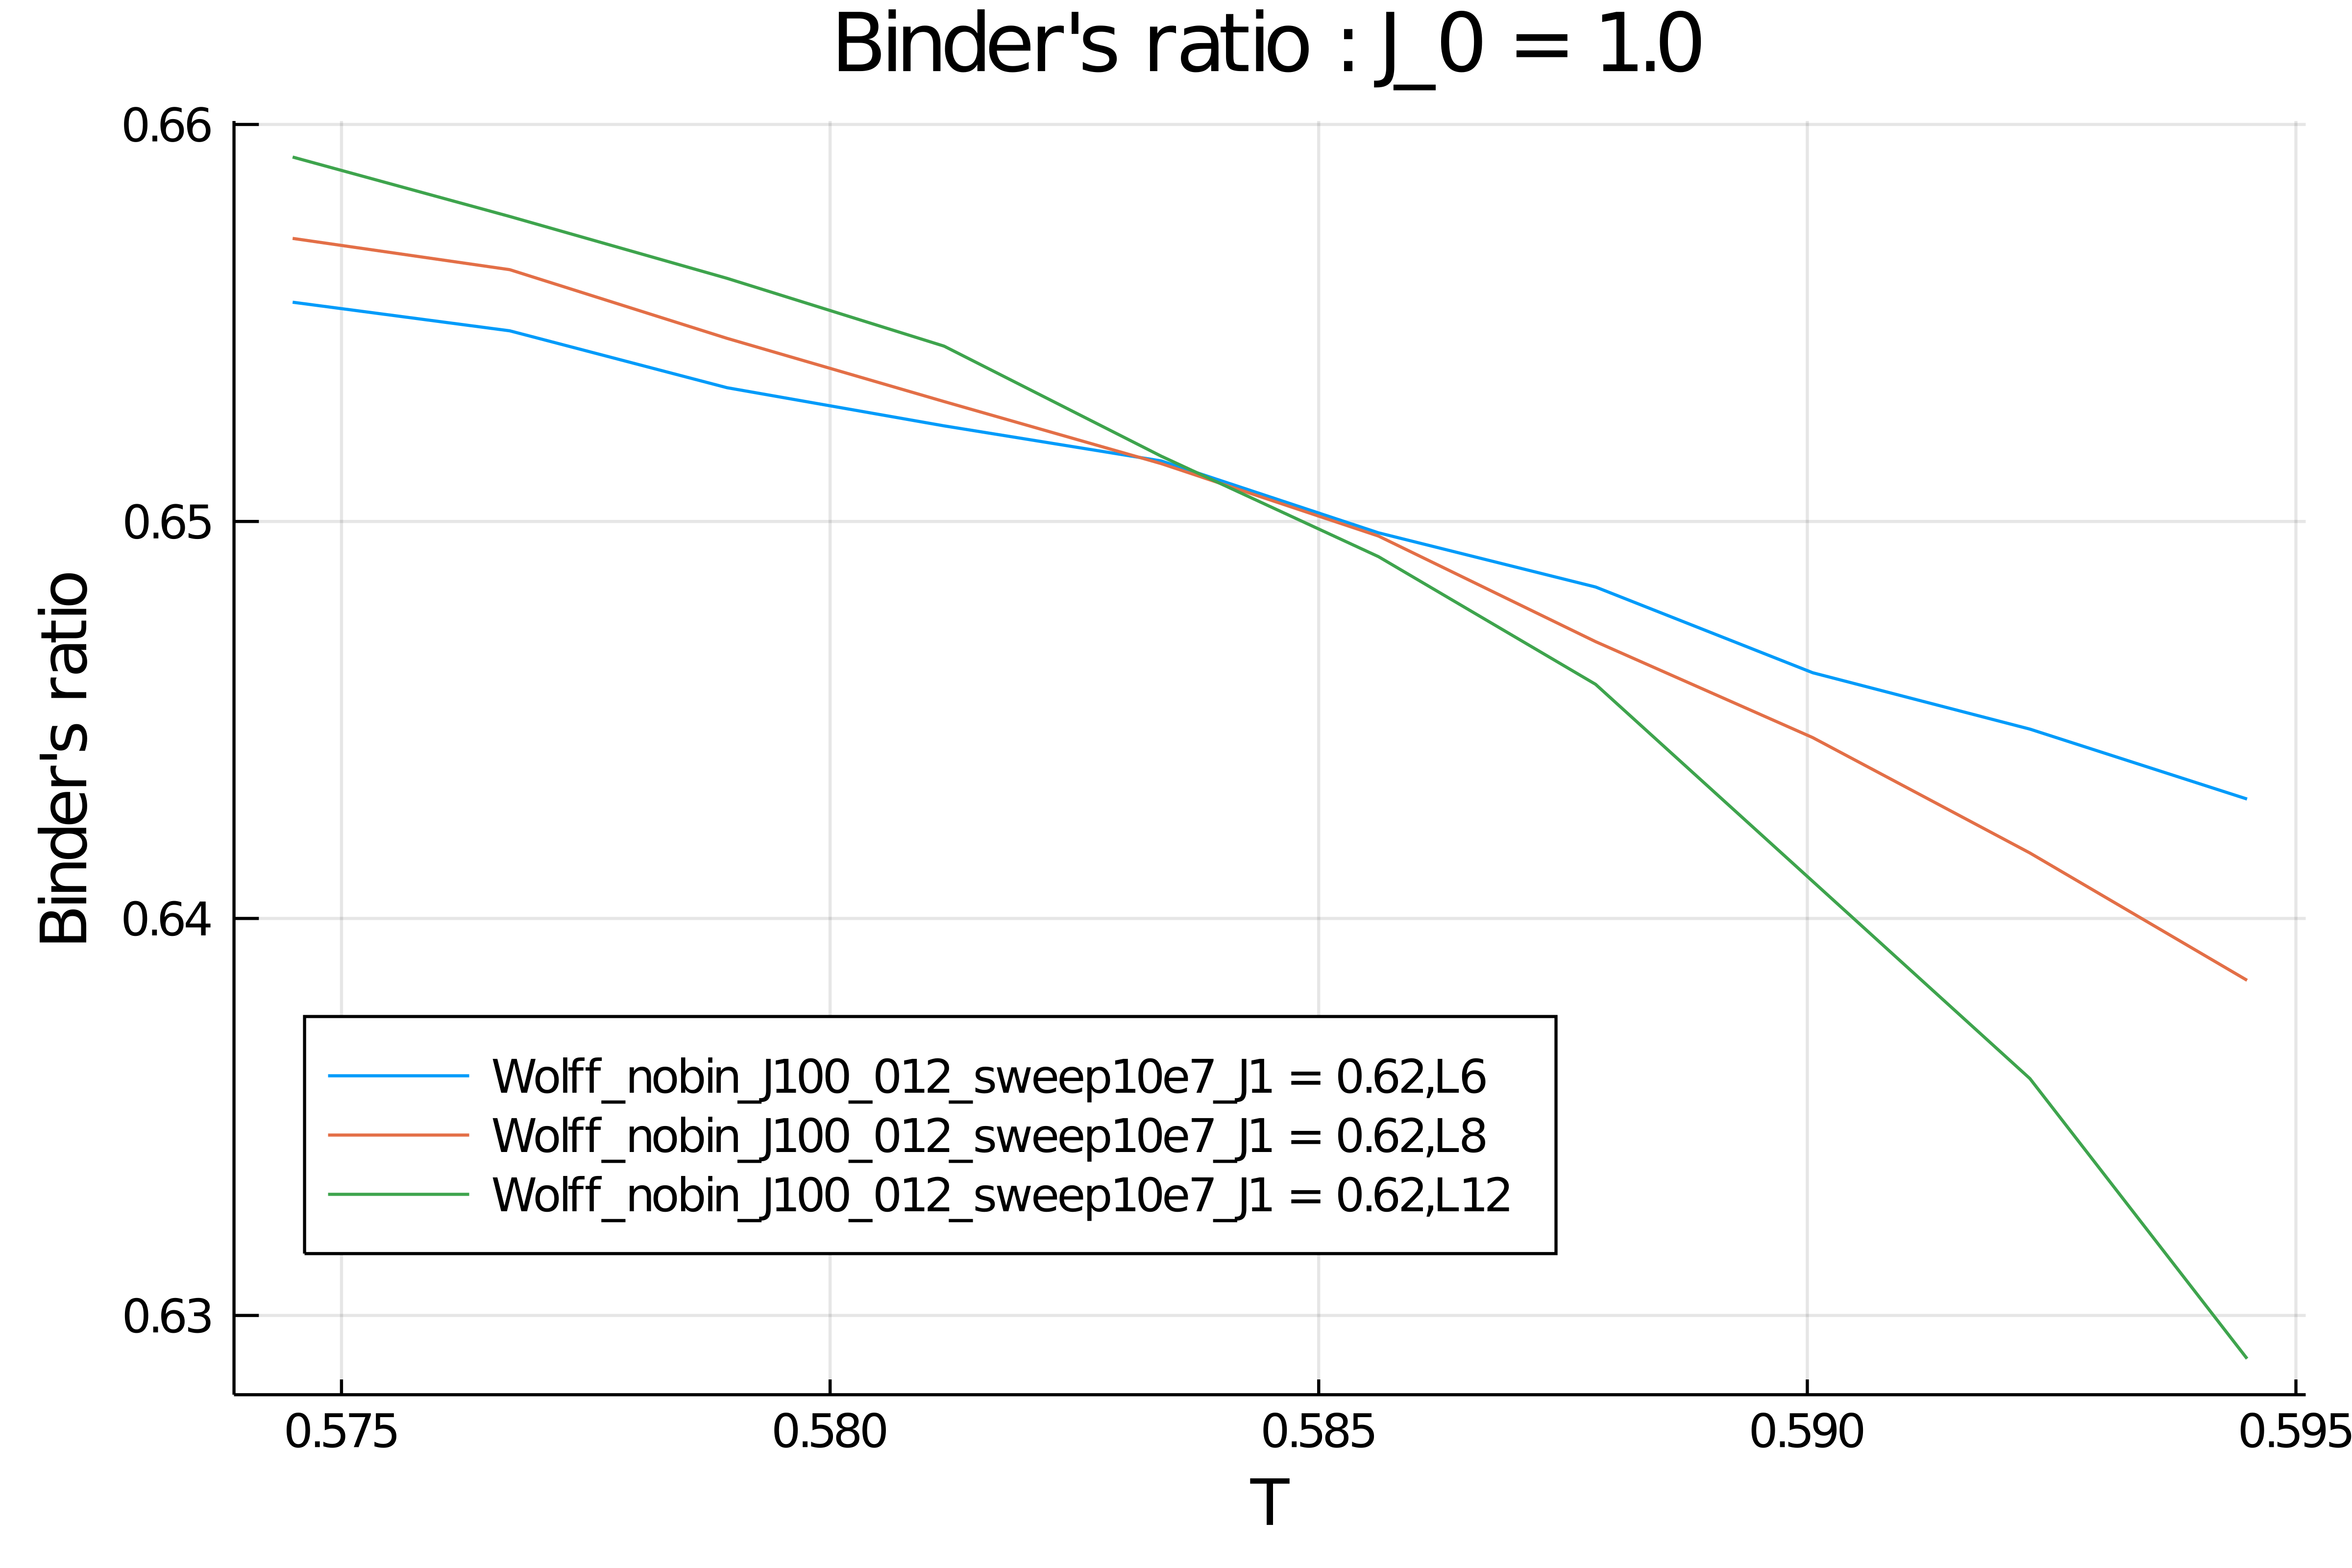 Binder's ratio : J_0 = 1.0
0.66
0.65
0.64
0.63
Binder's ratio
Wolff_nobin_J100_012_sweep10e7_J1 = 0.62,L6
Wolff_nobin_J100_012_sweep10e7_J1 = 0.62,L8
Wolff_nobin_J100_012_sweep10e7_J1 = 0.62,L12
0.575 0.580 0.585 0.590 0.595
T